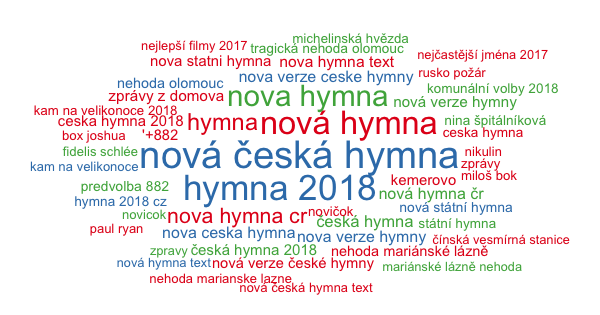 michelinská hvězda
nejlepší filmy 2017 tragická nehoda olomouc
nova statni hymna nova hymna text nejčastější jména 2017
nehoda olomouc nova verze ceske hymny rusko požár
zprávy z domova nova hymna komunální volby 2018
nová verze hymny
kam na velikonoce 2018
ceska hymna 2018 hymna nová hymna nina špitálníková
box joshua '+882 ceska hymna
fidelis schlée nová česká hymna nikulin
kam na velikonoce zprávy
predvolba 882 hymna 2018 kemerovo miloš bok
nová hymna čr
hymna 2018 cz nová státní hymna
novicok nova hymna cr novičok
česká hymna státní hymna
paul ryan nova ceska hymna nova verze hymny
čínská vesmírná stanice
zpravy česká hymna 2018 nehoda mariánské lázně
nová hymna text nová verze české hymny mariánské lázně nehoda
nehoda marianske lazne
nová česká hymna text